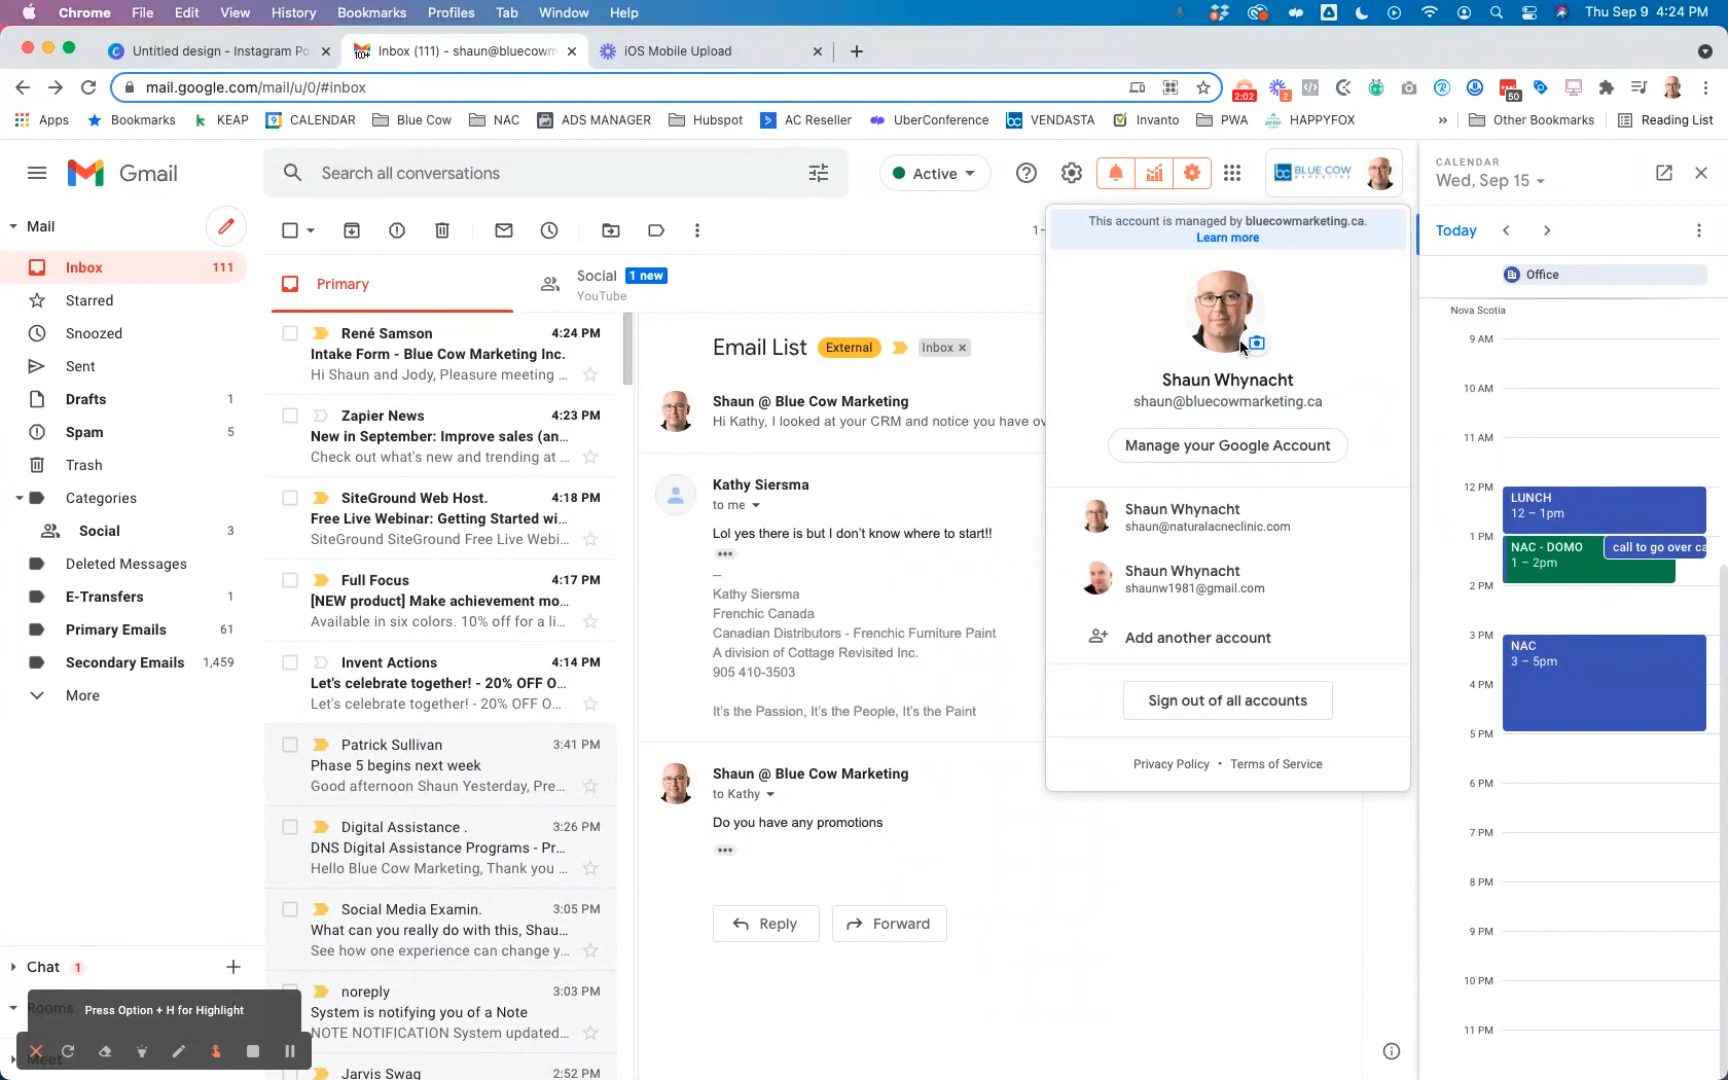 Chrome File Edit View History Bookmarks Profiles Tab Window Help Thu Sep 9 4:24 PM
Untitled design - Instagram Po
Inbox (111) - shaun@bluecowm
iOS Mobile Upload
mail.google.com/mail/u/0/#inbox
2:02
2
50
Apps Bookmarks KEAP CALENDAR Blue Cow NAC ADS MANAGER Hubspot AC Reseller UberConference VENDASTA Invanto PWA HAPPYFOX » Other Bookmarks Reading List
Gmail
Search all conversations
Active
BLUE COW
Mail
Inbox 111
Starred
Snoozed
Sent
Drafts 1
Spam 5
Trash
Categories
Social 3
Deleted Messages
E-Transfers 1
Primary Emails 61
Secondary Emails 1,459
More
Chat 1
Rooms
Press Option + H for Highlight
Meet
1–
Primary
Social 1 new
YouTube
René Samson 4:24 PM
Intake Form - Blue Cow Marketing Inc.
Hi Shaun and Jody, Pleasure meeting ...
Zapier News 4:23 PM
New in September: Improve sales (an...
Check out what's new and trending at ...
SiteGround Web Host. 4:18 PM
Free Live Webinar: Getting Started wi...
SiteGround SiteGround Free Live Webi...
Full Focus 4:17 PM
[NEW product] Make achievement mo...
Available in six colors. 10% off for a li...
Invent Actions 4:14 PM
Let's celebrate together! - 20% OFF O...
Let's celebrate together! - 20% OFF O...
Patrick Sullivan 3:41 PM
Phase 5 begins next week
Good afternoon Shaun Yesterday, Pre...
Digital Assistance . 3:26 PM
DNS Digital Assistance Programs - Pr...
Hello Blue Cow Marketing, Thank you ...
Social Media Examin. 3:05 PM
What can you really do with this, Shau...
See how one experience can change y...
noreply 3:03 PM
System is notifying you of a Note
NOTE NOTIFICATION System updated...
Jarvis Swag 2:52 PM
Email List External Inbox ×
Shaun @ Blue Cow Marketing
Hi Kathy, I looked at your CRM and notice you have ov
Kathy Siersma
to me
Lol yes there is but I don't know where to start!!
--
Kathy Siersma
Frenchic Canada
Canadian Distributors - Frenchic Furniture Paint
A division of Cottage Revisited Inc.
905 410-3503
It's the Passion, It's the People, It's the Paint
Shaun @ Blue Cow Marketing
to Kathy
Do you have any promotions
Reply Forward
This account is managed by bluecowmarketing.ca.
Learn more
Shaun Whynacht
shaun@bluecowmarketing.ca
Manage your Google Account
Shaun Whynacht
shaun@naturalacneclinic.com
Shaun Whynacht
shaunw1981@gmail.com
Add another account
Sign out of all accounts
Privacy Policy • Terms of Service
CALENDAR
Wed, Sep 15
Today
Office
Nova Scotia
9 AM
10 AM
11 AM
12 PM
LUNCH
12 – 1pm
1 PM
NAC - DOMO
1 – 2pm
call to go over ca
2 PM
3 PM
NAC
3 – 5pm
4 PM
5 PM
6 PM
7 PM
8 PM
9 PM
10 PM
11 PM